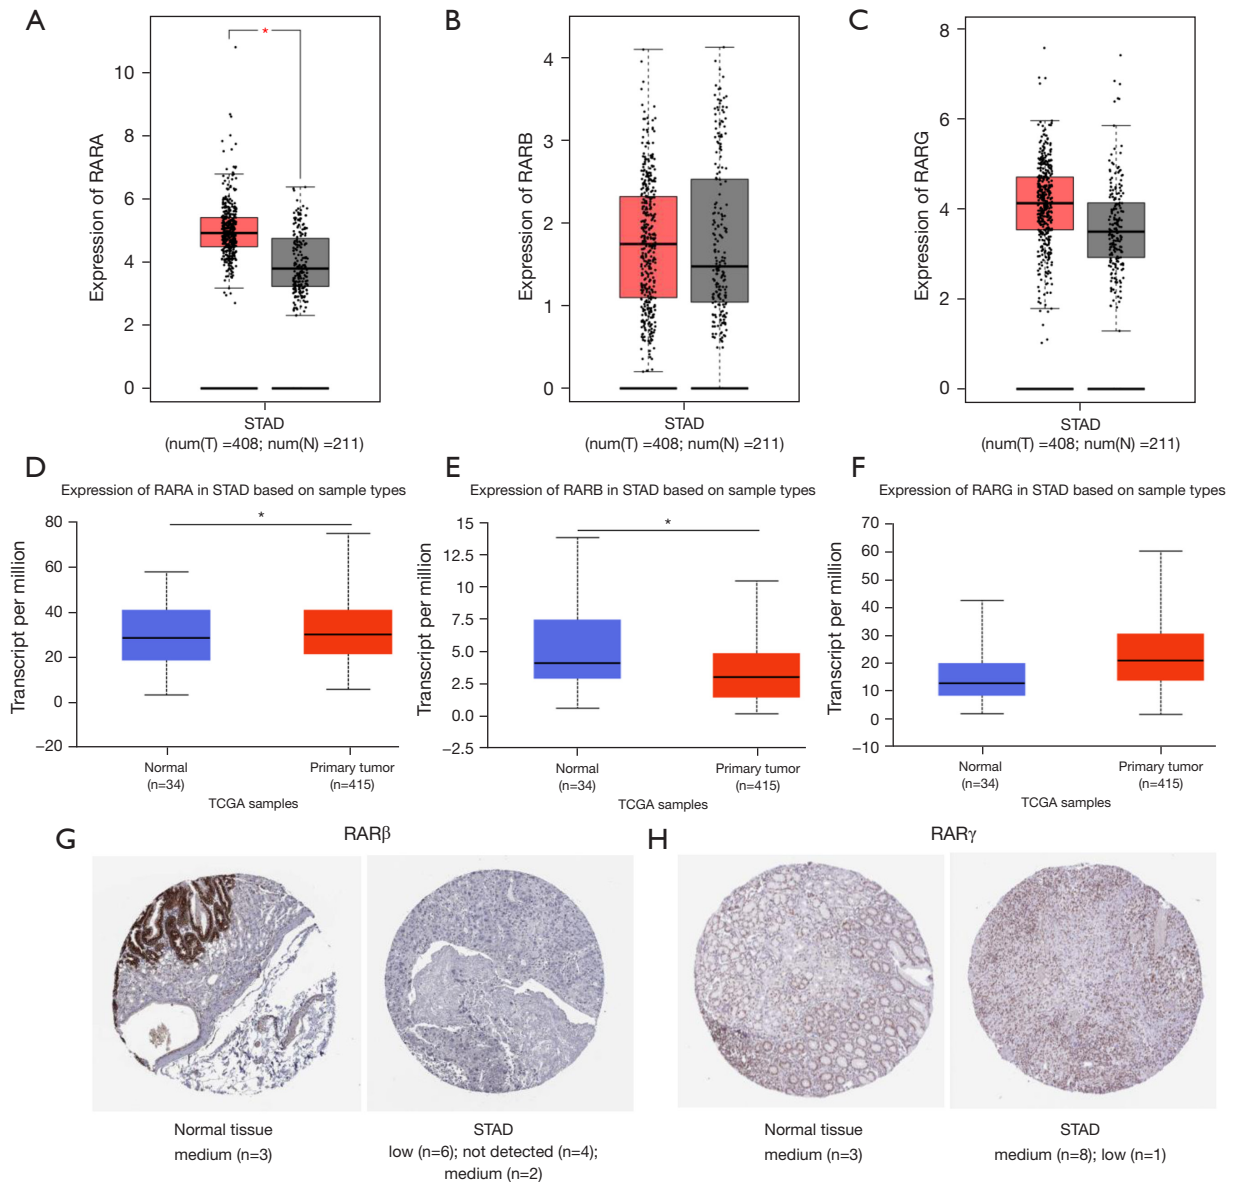 A
B
C
*
Expression of RARA
10
8
6
4
2
0
STAD
(num(T) =408; num(N) =211)
Expression of RARB
4
3
2
1
0
STAD
(num(T) =408; num(N) =211)
Expression of RARG
8
6
4
2
0
STAD
(num(T) =408; num(N) =211)
D
Expression of RARA in STAD based on sample types
*
Transcript per million
80
60
40
20
0
−20
Normal
(n=34)
Primary tumor
(n=415)
TCGA samples
E
Expression of RARB in STAD based on sample types
*
Transcript per million
15
12.5
10
7.5
5.0
2.5
0.0
−2.5
Normal
(n=34)
Primary tumor
(n=415)
TCGA samples
F
Expression of RARG in STAD based on sample types
Transcript per million
70
60
50
40
30
20
10
0
−10
Normal
(n=34)
Primary tumor
(n=415)
TCGA samples
G
RARβ
Normal tissue
medium (n=3)
STAD
low (n=6); not detected (n=4);
medium (n=2)
H
RARγ
Normal tissue
medium (n=3)
STAD
medium (n=8); low (n=1)